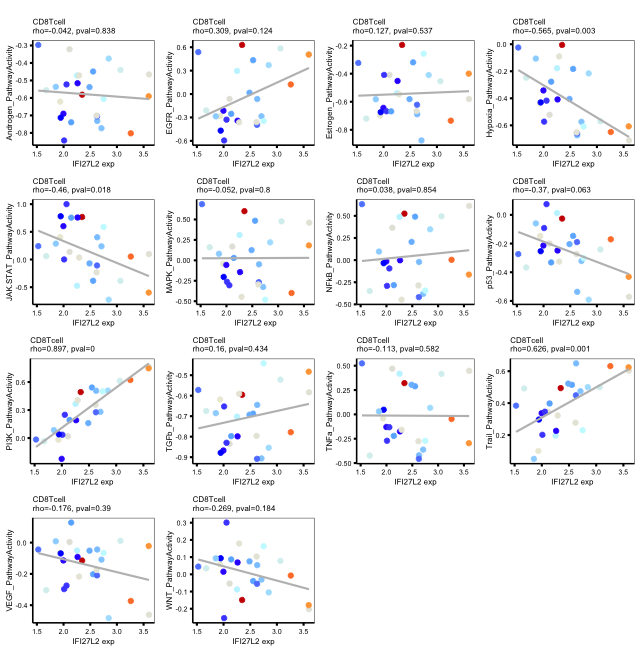 CD8Tcell
rho=-0.042, pval=0.838
Androgen_PathwayActivity
-0.3
-0.4
-0.5
-0.6
-0.7
-0.8
1.5 2.0 2.5 3.0 3.5
IFI27L2 exp
CD8Tcell
rho=0.309, pval=0.124
EGFR_PathwayActivity
0.6
0.3
0.0
-0.3
-0.6
1.5 2.0 2.5 3.0 3.5
IFI27L2 exp
CD8Tcell
rho=0.127, pval=0.537
Estrogen_PathwayActivity
-0.2
-0.4
-0.6
-0.8
1.5 2.0 2.5 3.0 3.5
IFI27L2 exp
CD8Tcell
rho=-0.565, pval=0.003
Hypoxia_PathwayActivity
0.0
-0.2
-0.4
-0.6
1.5 2.0 2.5 3.0 3.5
IFI27L2 exp
CD8Tcell
rho=-0.46, pval=0.018
JAK.STAT_PathwayActivity
1.0
0.5
0.0
-0.5
1.5 2.0 2.5 3.0 3.5
IFI27L2 exp
CD8Tcell
rho=-0.052, pval=0.8
MAPK_PathwayActivity
0.50
0.25
0.00
-0.25
-0.50
1.5 2.0 2.5 3.0 3.5
IFI27L2 exp
CD8Tcell
rho=0.038, pval=0.854
NFkB_PathwayActivity
0.50
0.25
0.00
-0.25
-0.50
1.5 2.0 2.5 3.0 3.5
IFI27L2 exp
CD8Tcell
rho=-0.37, pval=0.063
p53_PathwayActivity
0.0
-0.2
-0.4
-0.6
1.5 2.0 2.5 3.0 3.5
IFI27L2 exp
CD8Tcell
rho=0.897, pval=0
PI3K_PathwayActivity
0.6
0.3
0.0
1.5 2.0 2.5 3.0 3.5
IFI27L2 exp
CD8Tcell
rho=0.16, pval=0.434
TGFb_PathwayActivity
-0.5
-0.6
-0.7
-0.8
-0.9
1.5 2.0 2.5 3.0 3.5
IFI27L2 exp
CD8Tcell
rho=-0.113, pval=0.582
TNFa_PathwayActivity
0.50
0.25
0.00
-0.25
-0.50
1.5 2.0 2.5 3.0 3.5
IFI27L2 exp
CD8Tcell
rho=0.626, pval=0.001
Trail_PathwayActivity
0.6
0.4
0.2
1.5 2.0 2.5 3.0 3.5
IFI27L2 exp
CD8Tcell
rho=-0.176, pval=0.39
VEGF_PathwayActivity
0.0
-0.2
-0.4
1.5 2.0 2.5 3.0 3.5
IFI27L2 exp
CD8Tcell
rho=-0.269, pval=0.184
WNT_PathwayActivity
0.3
0.2
0.1
0.0
-0.1
-0.2
1.5 2.0 2.5 3.0 3.5
IFI27L2 exp